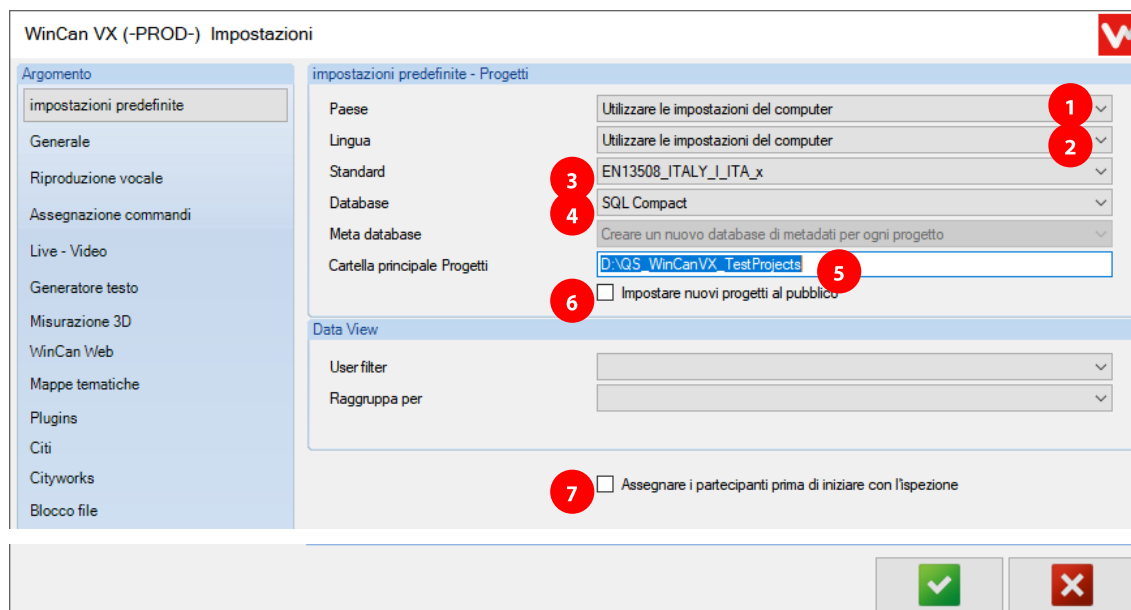 WinCan VX (-PROD-) Impostazioni
Argomento
impostazioni predefinite
Generale
Riproduzione vocale
Assegnazione commandi
Live - Video
Generatore testo
Misurazione 3D
WinCan Web
Mappe tematiche
Plugins
Citi
Cityworks
Blocco file
impostazioni predefinite - Progetti
Paese Utilizzare le impostazioni del computer 1
Lingua Utilizzare le impostazioni del computer 2
Standard 3 EN13508_ITALY_I_ITA_x
Database 4 SQL Compact
Meta database Creare un nuovo database di metadati per ogni progetto
Cartella principale Progetti D:\QS_WinCanVX_TestProjects 5
6 Impostare nuovi progetti al pubblico
Data View
User filter
Raggruppa per
7 Assegnare i partecipanti prima di iniziare con l'ispezione